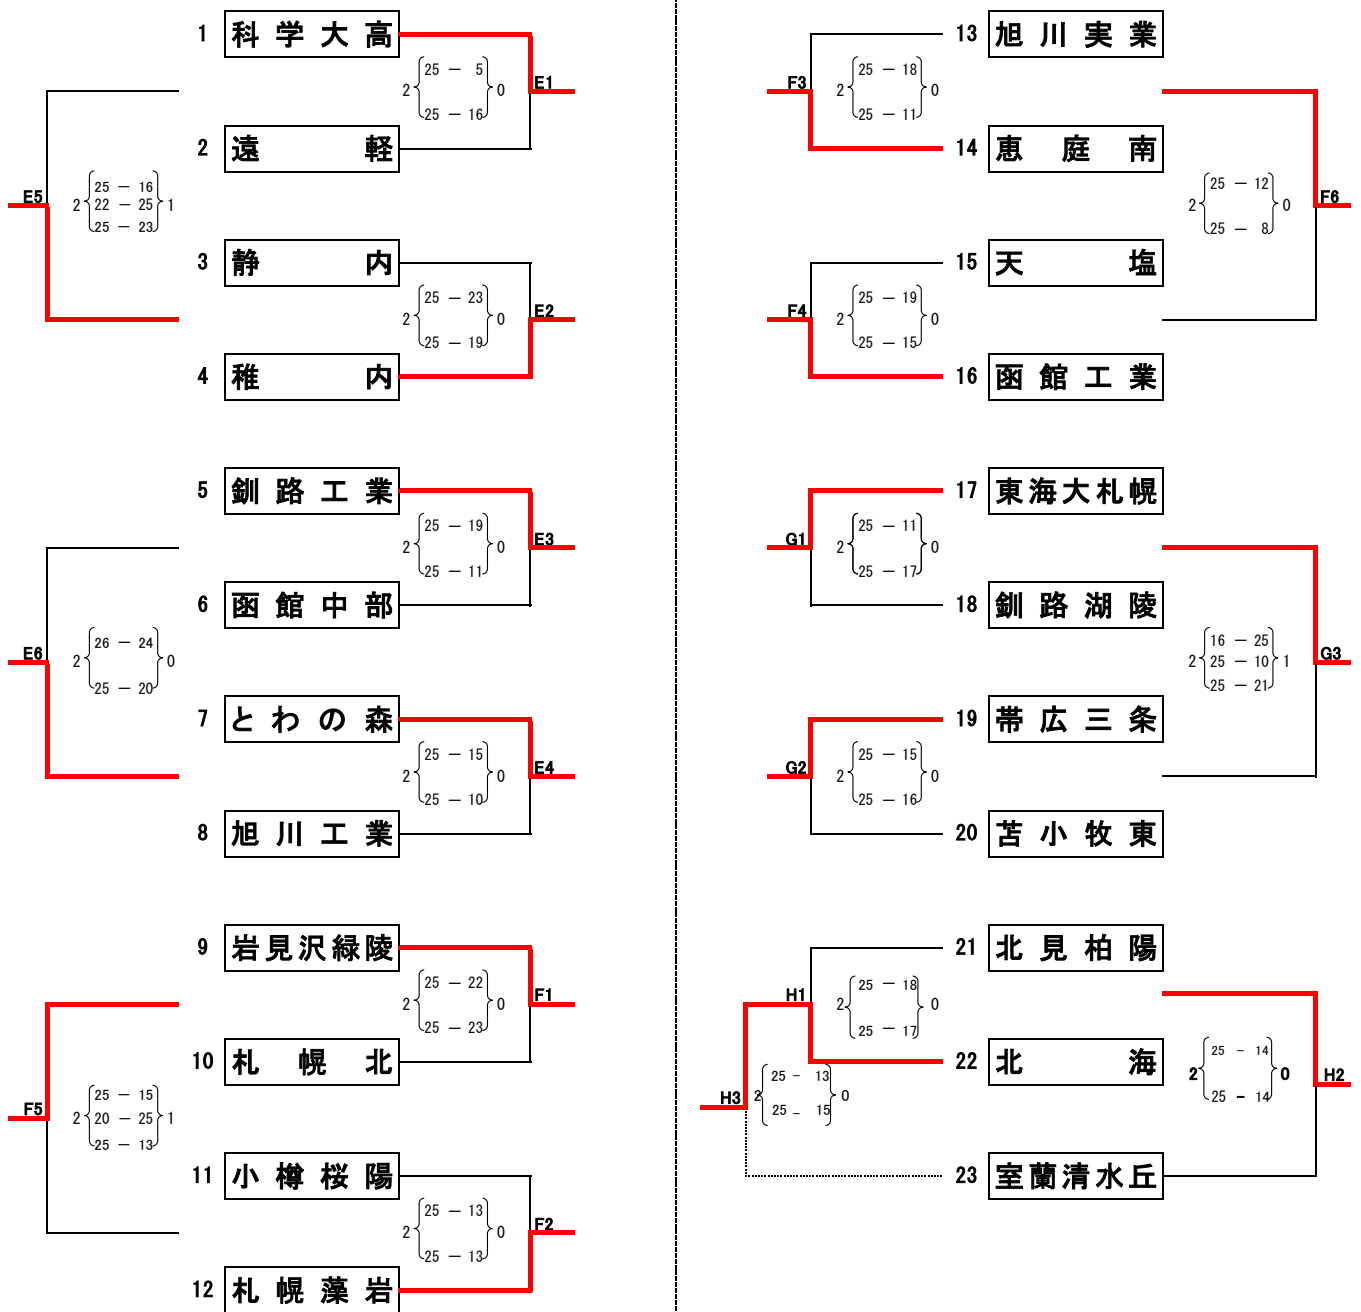 1 科学大高
25 － 5
2 0 E1
25 － 16
2 遠軽
25 － 16
E5 2 22 － 25 1
25 － 23
3 静内
25 － 23
2 0 E2
25 － 19
4 稚内
5 釧路工業
25 － 19
2 0 E3
25 － 11
6 函館中部
26 － 24
E6 2 0
25 － 20
7 とわの森
25 － 15
2 0 E4
25 － 10
8 旭川工業
9 岩見沢緑陵
25 － 22
2 0 F1
25 － 23
10 札幌北
25 － 15
F5 2 20 － 25 1
25 － 13
11 小樽桜陽
25 － 13
2 0 F2
25 － 13
12 札幌藻岩
13 旭川実業
25 － 18
F3 2 0
25 － 11
14 恵庭南
25 － 12
2 0 F6
25 － 8
15 天塩
25 － 19
F4 2 0
25 － 15
16 函館工業
17 東海大札幌
25 － 11
G1 2 0
25 － 17
18 釧路湖陵
16 － 25
2 25 － 10 1 G3
25 － 21
19 帯広三条
25 － 15
G2 2 0
25 － 16
20 苫小牧東
21 北見柏陽
25 － 18
H1 2 0
25 － 17
22 北海
25 － 14
2 0 H2
25 － 14
25 － 13
H3 2 0
25 － 15
23 室蘭清水丘